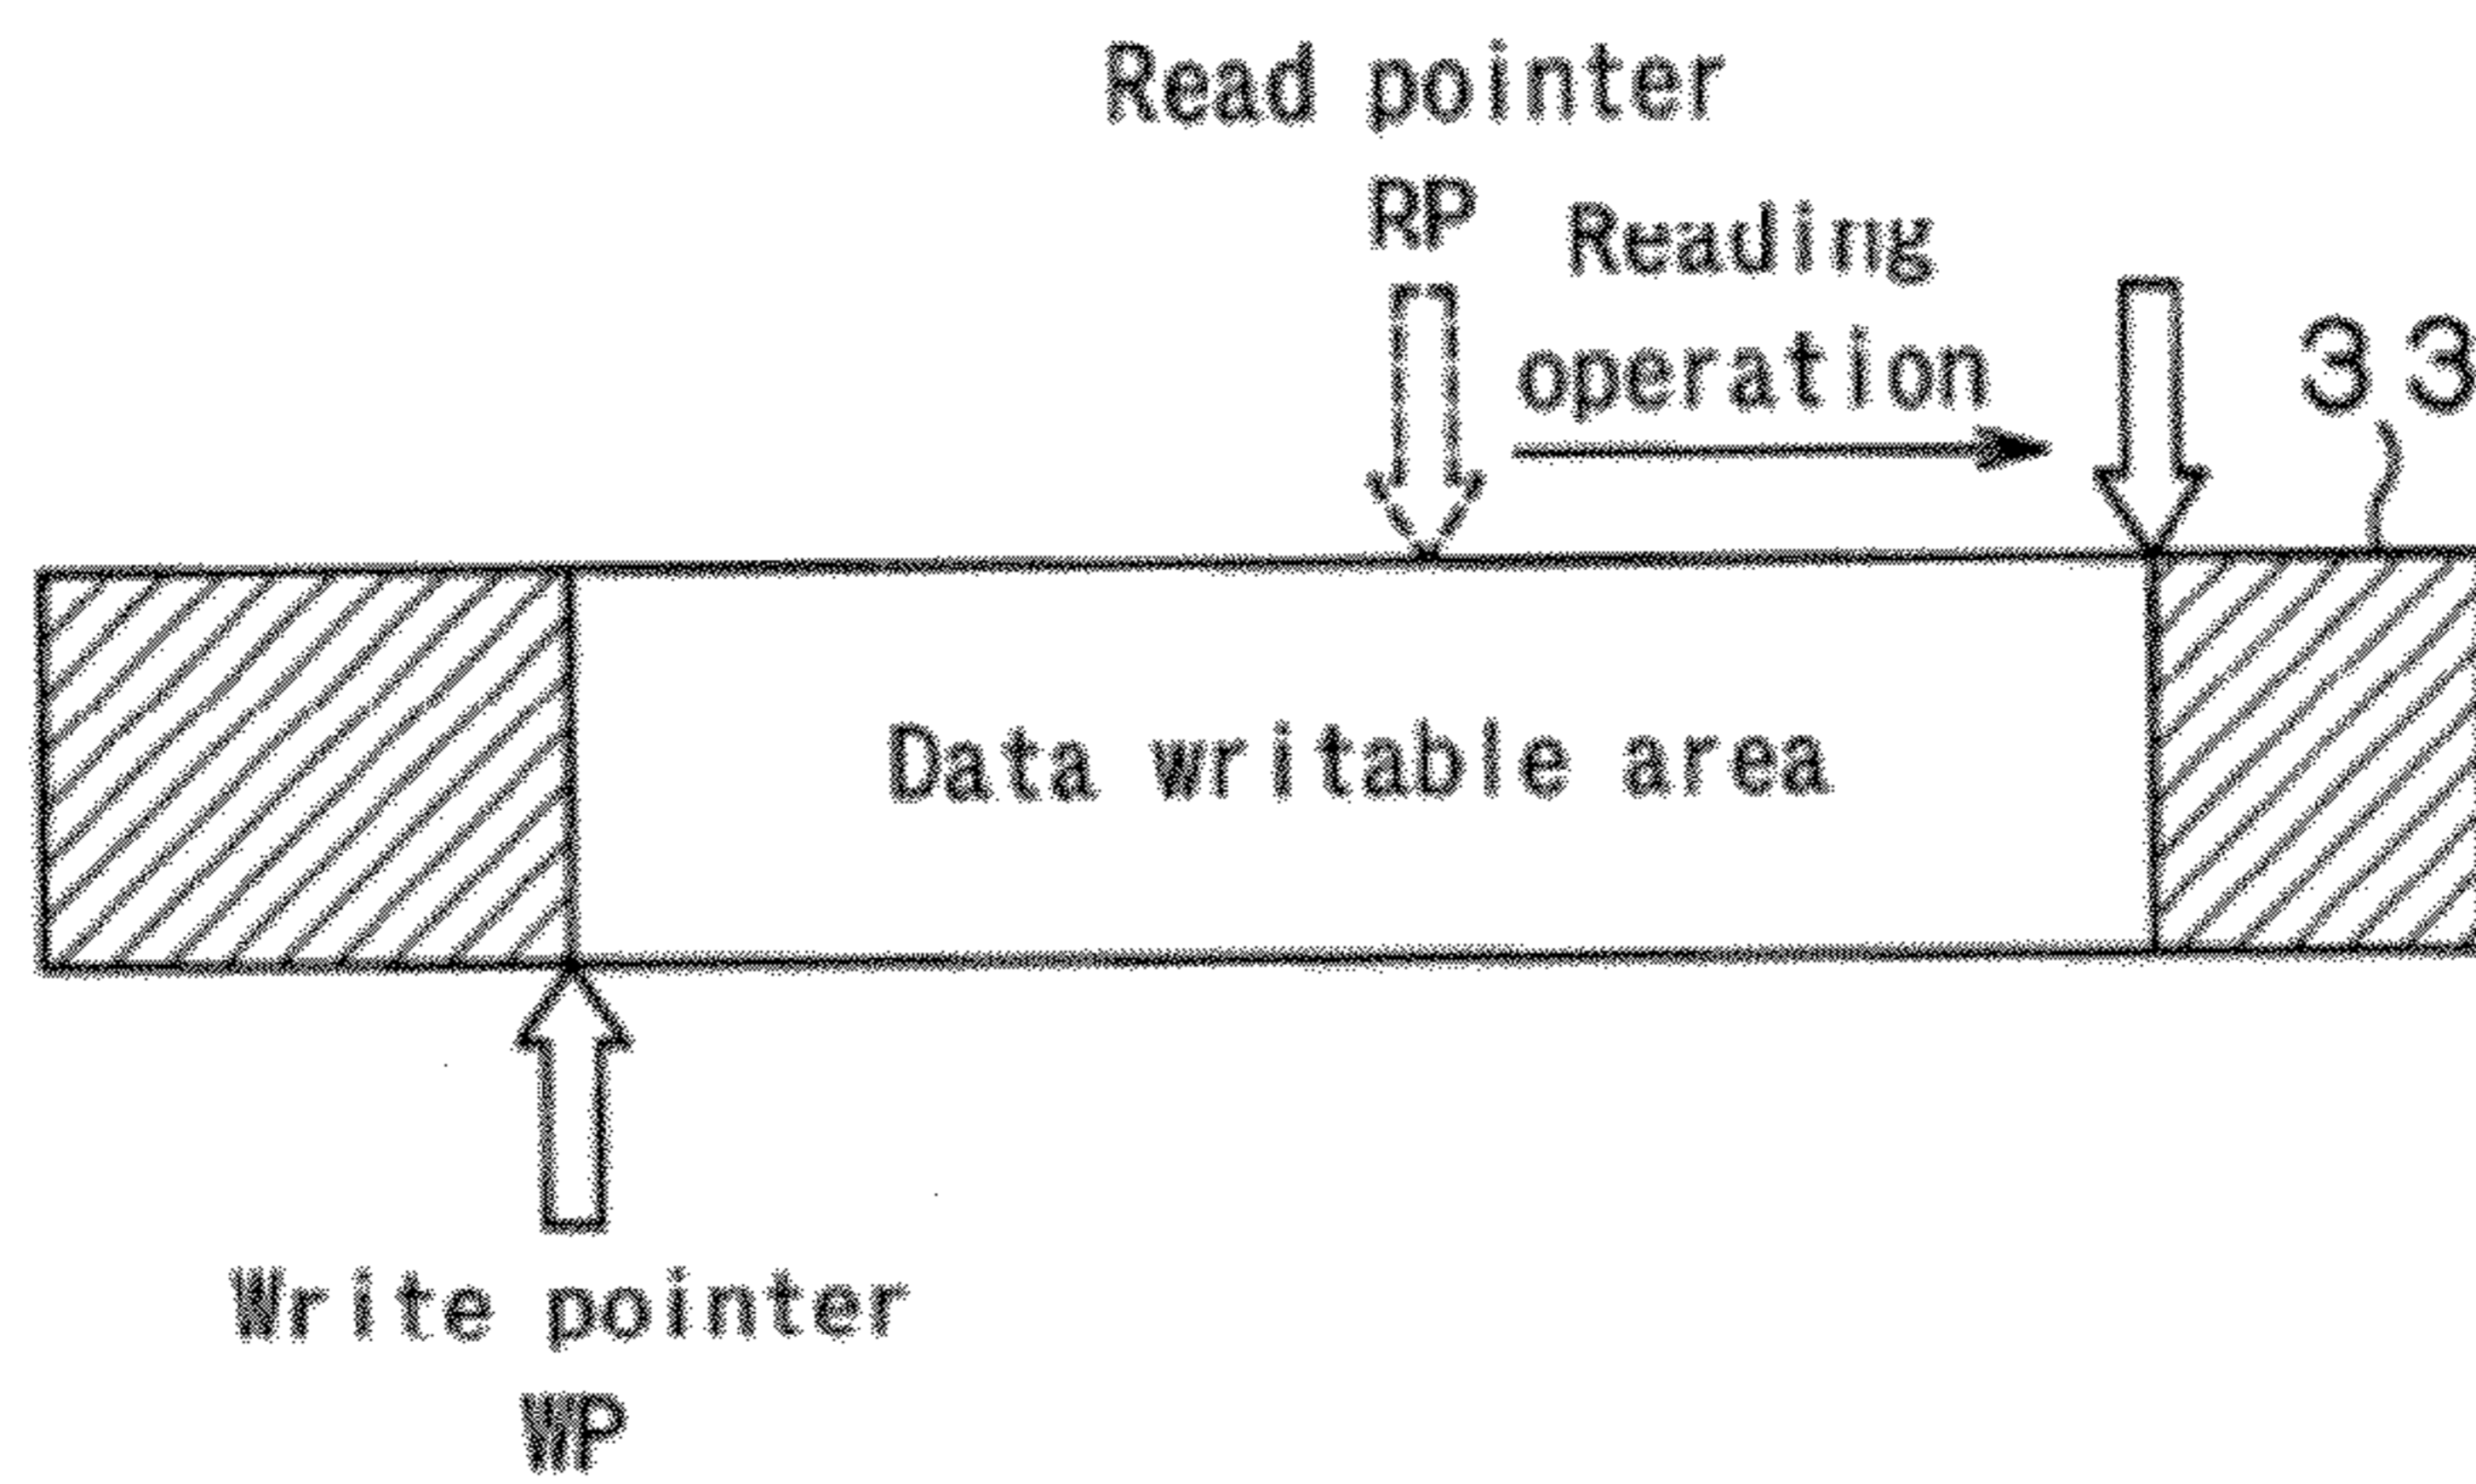 Read pointer
RP
Reading
operation
33
Data writable area
Write pointer
WP